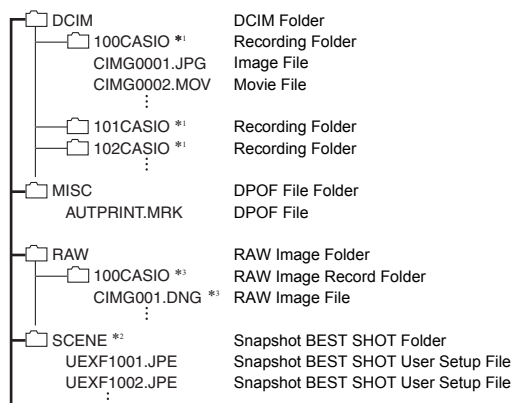 DCIM DCIM Folder
100CASIO *1 Recording Folder
CIMG0001.JPG Image File
CIMG0002.MOV Movie File
⋮
101CASIO *1 Recording Folder
102CASIO *1 Recording Folder
⋮
MISC DPOF File Folder
AUTPRINT.MRK DPOF File
RAW RAW Image Folder
100CASIO *3 RAW Image Record Folder
CIMG001.DNG *3 RAW Image File
⋮
SCENE *2 Snapshot BEST SHOT Folder
UEXF1001.JPE Snapshot BEST SHOT User Setup File
UEXF1002.JPE Snapshot BEST SHOT User Setup File
⋮